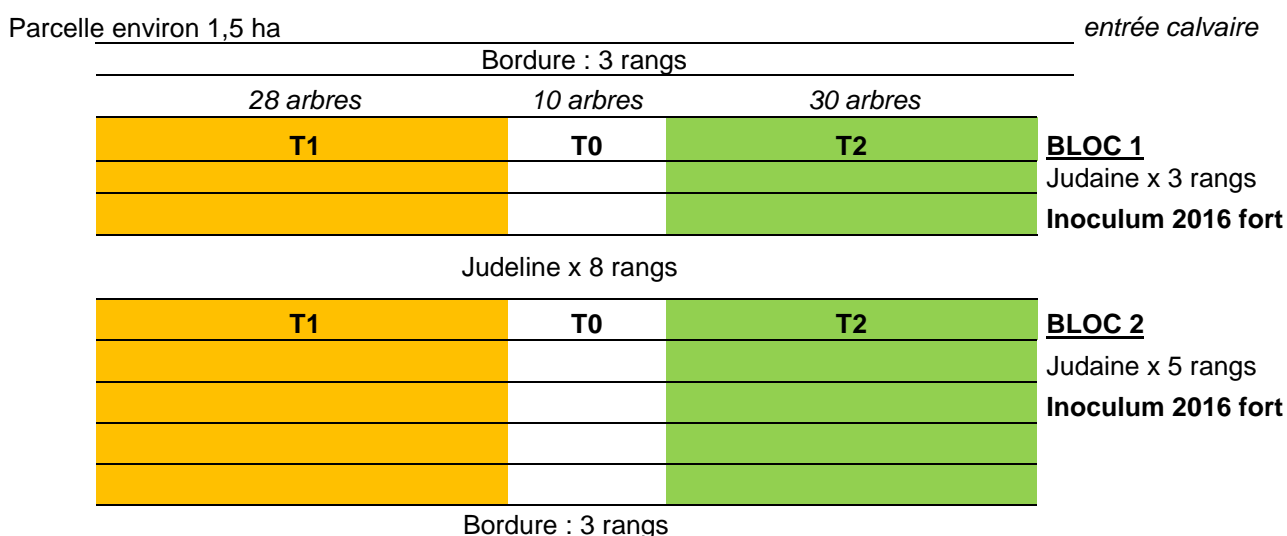 Parcelle environ 1,5 ha entrée calvaire
Bordure : 3 rangs
28 arbres 10 arbres 30 arbres
T1 T0 T2 BLOC 1
Judaine x 3 rangs
Inoculum 2016 fort
Judeline x 8 rangs
T1 T0 T2 BLOC 2
Judaine x 5 rangs
Inoculum 2016 fort
Bordure : 3 rangs